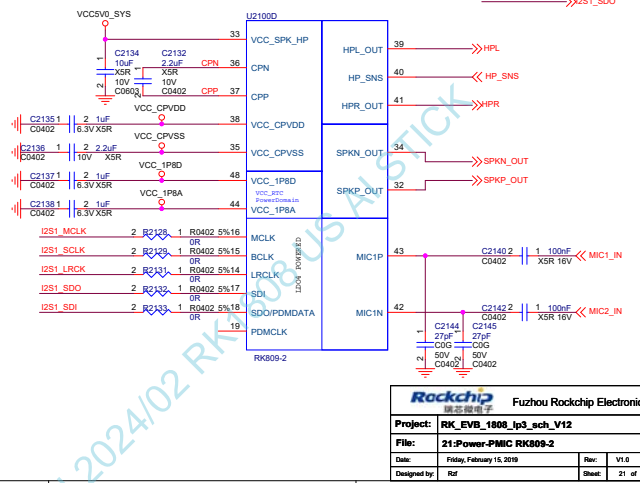 I2S1_SDO
VCC5V0_SYS
U2100D
33 VCC_SPK_HP
HPL_OUT 39 HPL
C2134 10uF X5R 10V C0603 1 2
C2132 2.2uF X5R 10V C0402 1 2
CPN 36 CPN
CPP 37 CPP
HP_SNS 40 HP_SNS
HPR_OUT 41 HPR
C2135 1 2 1uF C0402 6.3V X5R
VCC_CPVDD
38 VCC_CPVDD
C2136 1 2 2.2uF C0402 10V X5R
VCC_CPVSS
35 VCC_CPVSS
SPKN_OUT 34 SPKN_OUT
C2137 1 2 1uF C0402 6.3V X5R
VCC_1P8D
48 VCC_1P8D
VCC_RTC
PowerDomain
SPKP_OUT 32 SPKP_OUT
C2138 1 2 1uF C0402 6.3V X5R
VCC_1P8A
44 VCC_1P8A
I2S1_MCLK 2 R2128 1 R0402 5% 0R 16 MCLK
I2S1_SCLK 2 R2129 1 R0402 5% 0R 15 BCLK
I2S1_LRCK 2 R2131 1 R0402 5% 0R 14 LRCLK
I2S1_SDO 2 R2132 1 R0402 5% 0R 17 SDI
I2S1_SDI 2 R2133 1 R0402 5% 0R 18 SDO/PDMDATA
19 PDMCLK
LDO4 POWERED
MIC1P 43 C2140 2 1 100nF C0402 X5R 16V MIC1_IN
MIC1N 42 C2142 2 1 100nF C0402 X5R 16V MIC2_IN
C2144 27pF C0G 50V C0402 1 2
C2145 27pF C0G 50V C0402 1 2
RK809-2
2024/02 RK1808 US AI STICK
Rockchip
瑞芯微电子
Fuzhou Rockchip Electronic
Project: RK_EVB_1808_lp3_sch_V12
File: 21:Power-PMIC RK809-2
Date: Friday, February 15, 2019 Rev: V1.0
Designed by: Rzf Sheet: 21 of